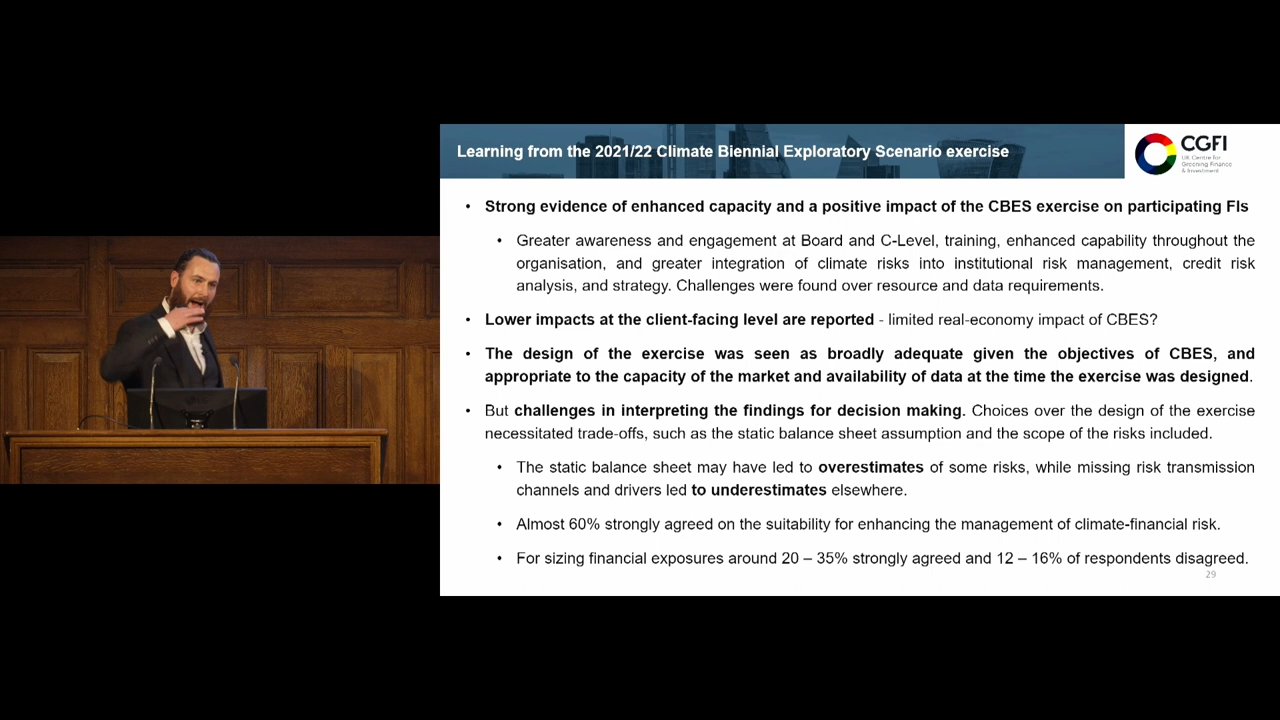 Learning from the 2021/22 Climate Biennial Exploratory Scenario exercise
CGFI
UK Centre for
Greening Finance
& Investment
• Strong evidence of enhanced capacity and a positive impact of the CBES exercise on participating FIs
• Greater awareness and engagement at Board and C-Level, training, enhanced capability throughout the
organisation, and greater integration of climate risks into institutional risk management, credit risk
analysis, and strategy. Challenges were found over resource and data requirements.
• Lower impacts at the client-facing level are reported - limited real-economy impact of CBES?
• The design of the exercise was seen as broadly adequate given the objectives of CBES, and
appropriate to the capacity of the market and availability of data at the time the exercise was designed.
• But challenges in interpreting the findings for decision making. Choices over the design of the exercise
necessitated trade-offs, such as the static balance sheet assumption and the scope of the risks included.
• The static balance sheet may have led to overestimates of some risks, while missing risk transmission
channels and drivers led to underestimates elsewhere.
• Almost 60% strongly agreed on the suitability for enhancing the management of climate-financial risk.
• For sizing financial exposures around 20 – 35% strongly agreed and 12 – 16% of respondents disagreed.
29